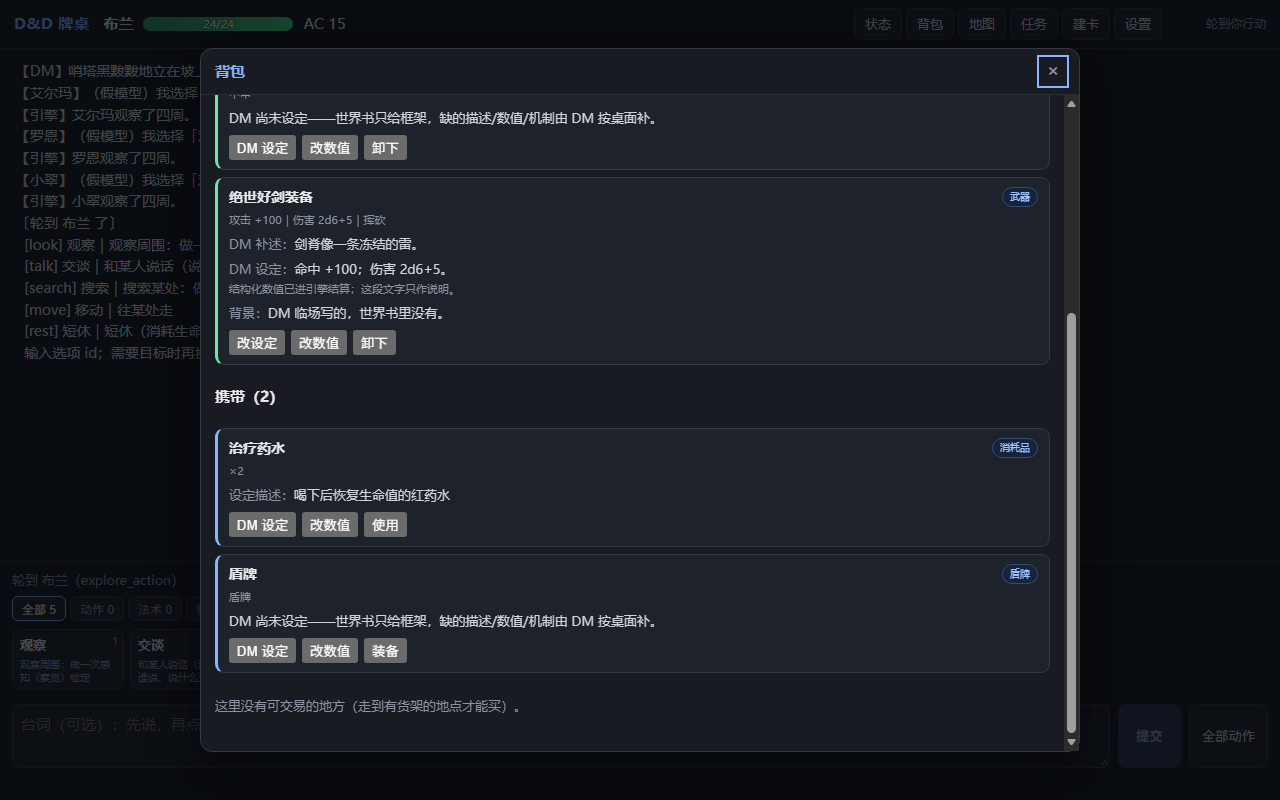 D&D 牌桌 布兰 24/24 AC 15 状态 背包 地图 任务 建卡 设置 轮到你行动
【DM】哨塔黑黢黢地立在坡
【艾尔玛】（假模型）我选择
【引擎】艾尔玛观察了四周。
【罗恩】（假模型）我选择「
【引擎】罗恩观察了四周。
【小翠】（假模型）我选择「
【引擎】小翠观察了四周。
〔轮到 布兰 了〕
[look] 观察 | 观察周围：做一
[talk] 交谈 | 和某人说话（说
[search] 搜索 | 搜索某处：做
[move] 移动 | 往某处走
[rest] 短休 | 短休（消耗生命
输入选项 id；需要目标时再
背包 ×
DM 尚未设定——世界书只给框架，缺的描述/数值/机制由 DM 按桌面补。
DM 设定 改数值 卸下
绝世好剑装备 武器
攻击 +100 | 伤害 2d6+5 | 挥砍
DM 补述：剑脊像一条冻结的雷。
DM 设定：命中 +100；伤害 2d6+5。
结构化数值已进引擎结算；这段文字只作说明。
背景：DM 临场写的，世界书里没有。
改设定 改数值 卸下
携带（2）
治疗药水 消耗品
×2
设定描述：喝下后恢复生命值的红药水
DM 设定 改数值 使用
盾牌 盾牌
盾牌
DM 尚未设定——世界书只给框架，缺的描述/数值/机制由 DM 按桌面补。
DM 设定 改数值 装备
这里没有可交易的地方（走到有货架的地点才能买）。
轮到 布兰（explore_action）
全部 5 动作 0 法术 0
观察 1 交谈
观察周围：做一次感知（察觉）检定
和某人说话（
谁说、说什么
台词（可选）：先说，再点
提交 全部动作